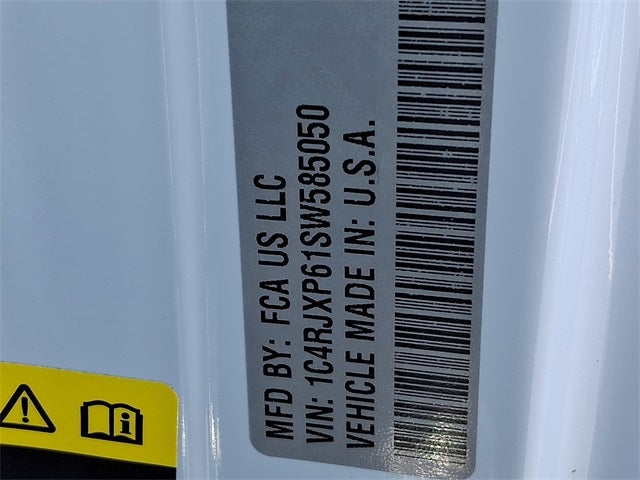 MFD BY: FCA US LLC
VIN: 1C4RJXP61SW585050
VEHICLE MADE IN: U.S.A.